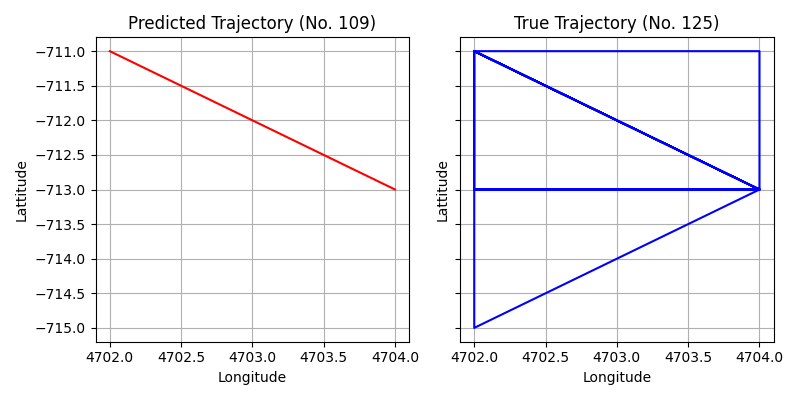 Predicted Trajectory (No. 109)
Lattitude
−711.0
−711.5
−712.0
−712.5
−713.0
−713.5
−714.0
−714.5
−715.0
4702.0 4702.5 4703.0 4703.5 4704.0
Longitude
True Trajectory (No. 125)
Lattitude
4702.0 4702.5 4703.0 4703.5 4704.0
Longitude